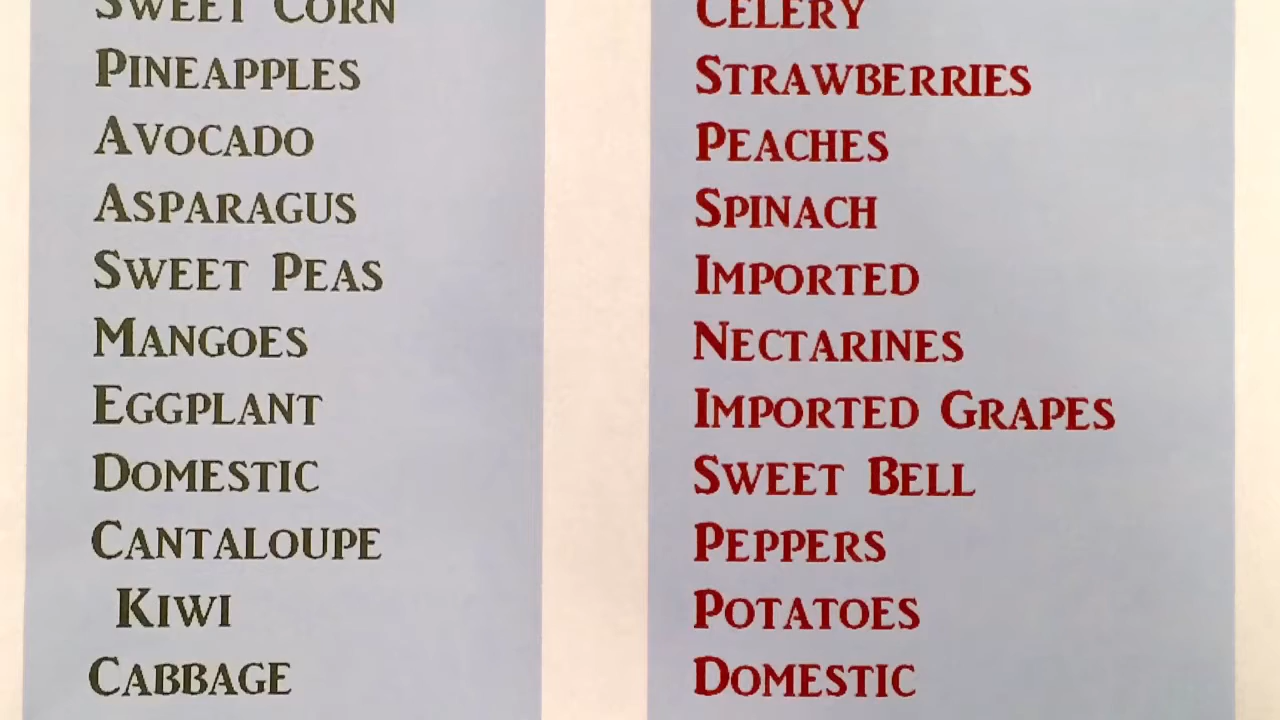 SWEET CORN
PINEAPPLES
AVOCADO
ASPARAGUS
SWEET PEAS
MANGOES
EGGPLANT
DOMESTIC
CANTALOUPE
KIWI
CABBAGE
CELERY
STRAWBERRIES
PEACHES
SPINACH
IMPORTED
NECTARINES
IMPORTED GRAPES
SWEET BELL
PEPPERS
POTATOES
DOMESTIC